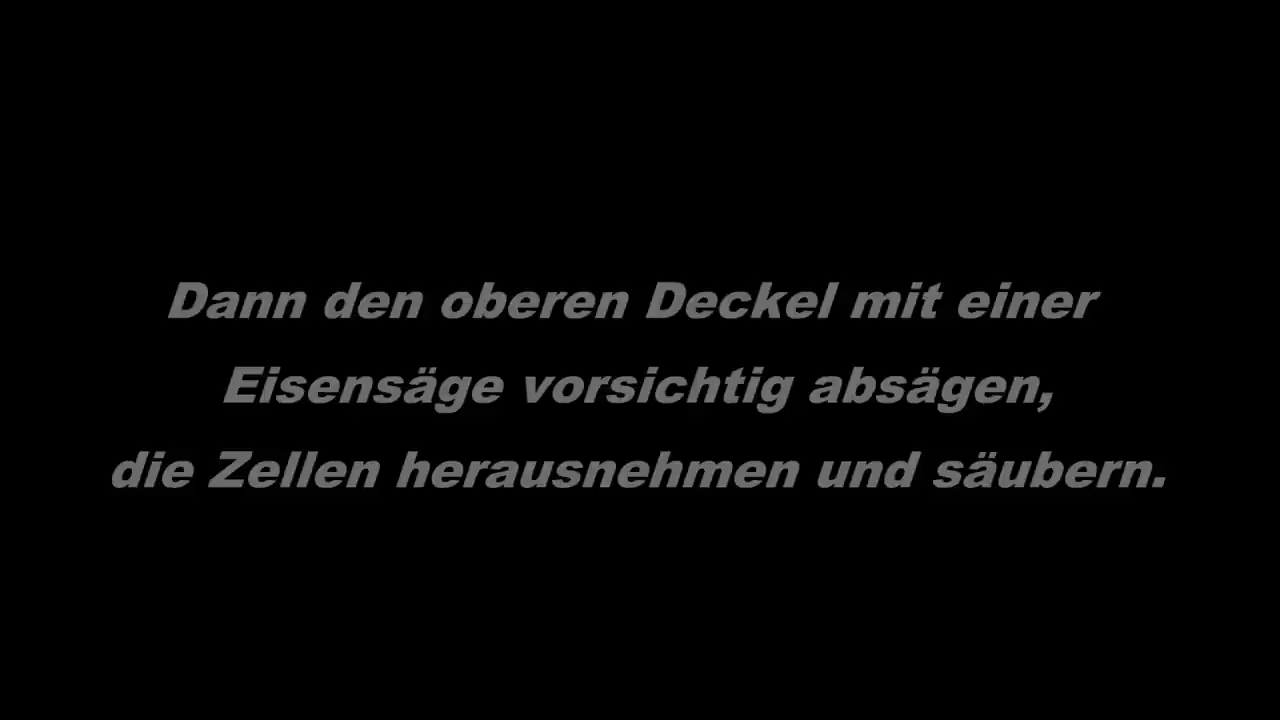 Dann den oberen Deckel mit einer
Eisensäge vorsichtig absägen,
die Zellen herausnehmen und säubern.